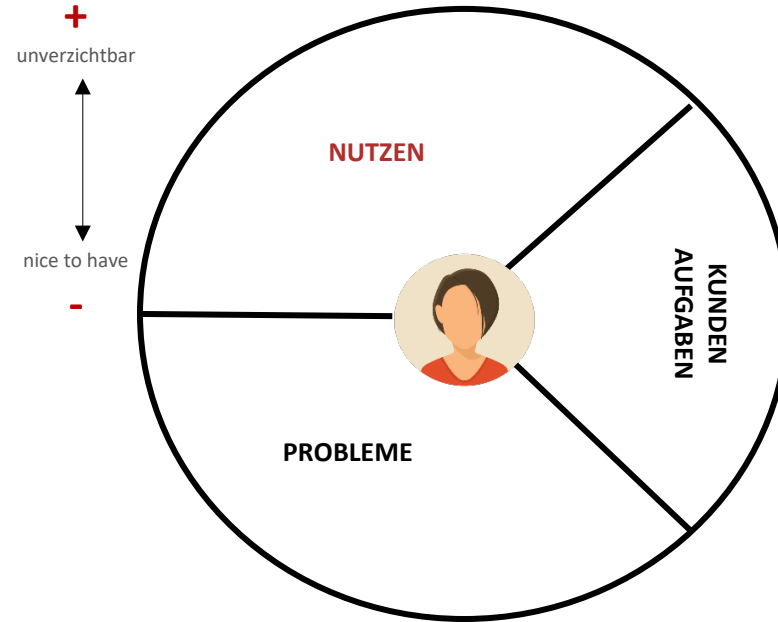 +
unverzichtbar
nice to have
-
NUTZEN
KUNDEN
AUFGABEN
PROBLEME